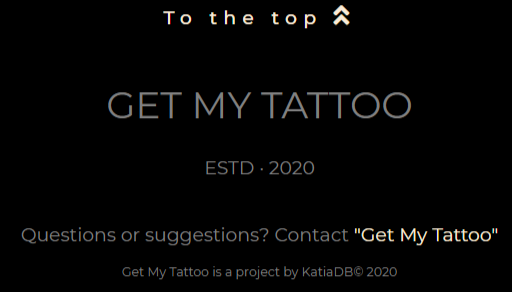 To the top
GET MY TATTOO
ESTD · 2020
Questions or suggestions? Contact "Get My Tattoo"
Get My Tattoo is a project by KatiaDB© 2020